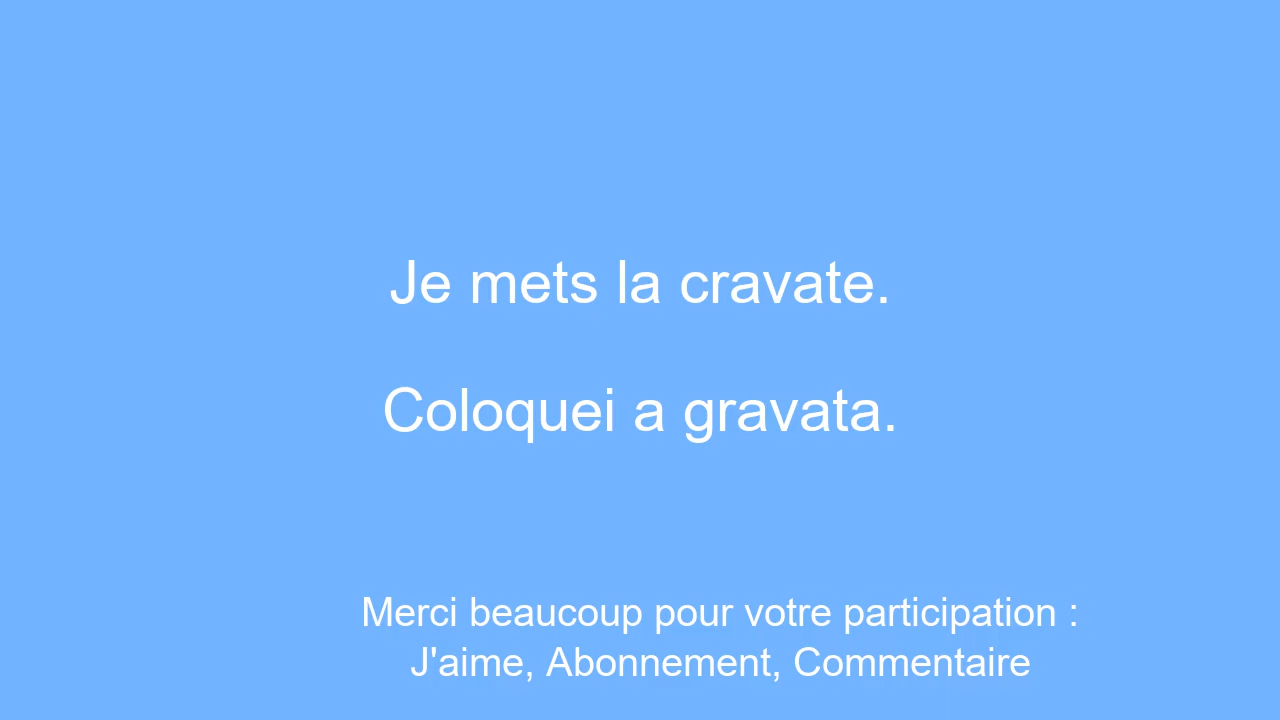 Je mets la cravate.
Coloquei a gravata.
Merci beaucoup pour votre participation :
J'aime, Abonnement, Commentaire